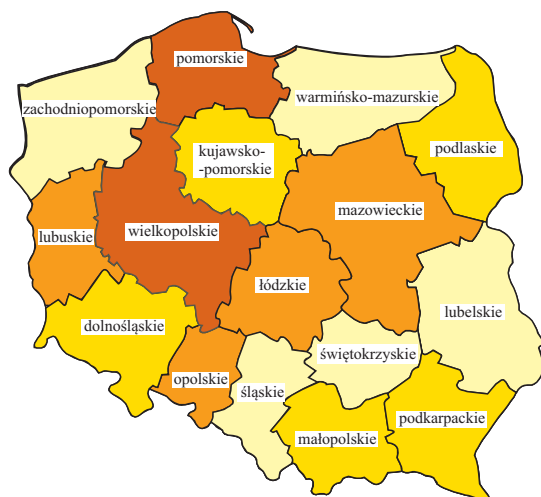 pomorskie
zachodniopomorskie
warmińsko-mazurskie
kujawsko-
-pomorskie
podlaskie
mazowieckie
wielkopolskie
lubuskie
łódzkie
lubelskie
dolnośląskie
świętokrzyskie
opolskie
śląskie
podkarpackie
małopolskie